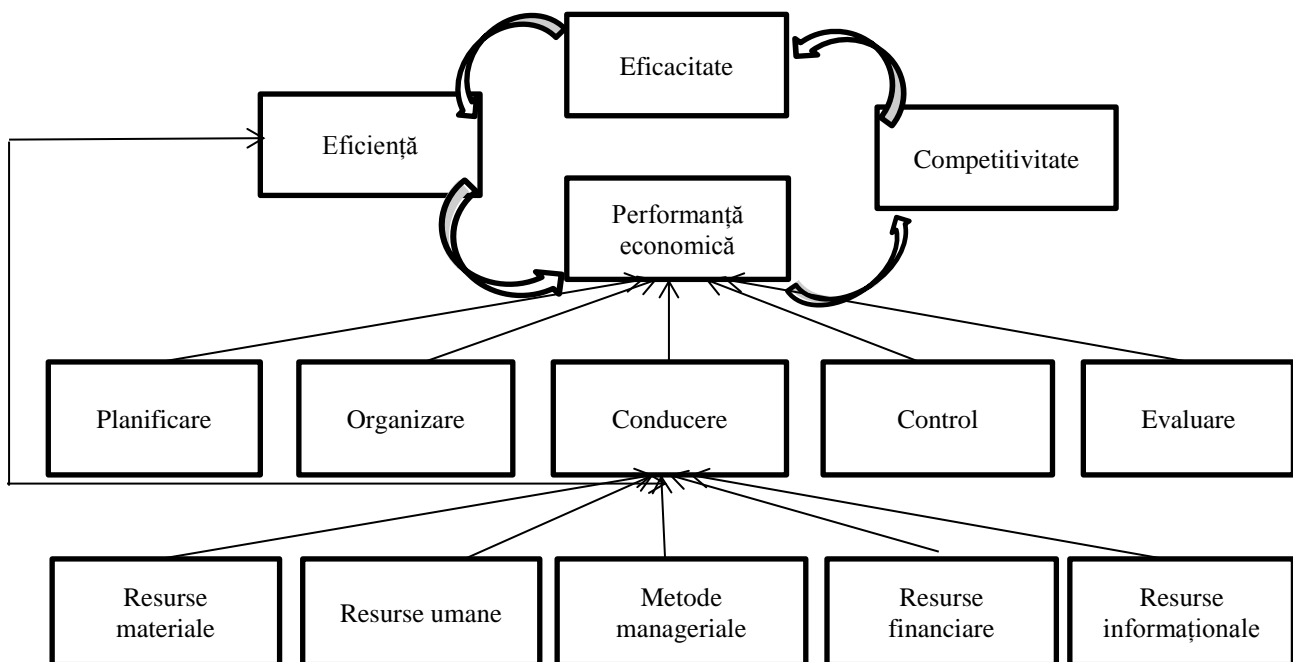 Eficacitate
Eficiență
Competitivitate
Performanță
economică
Planificare
Organizare
Conducere
Control
Evaluare
Resurse
materiale
Resurse umane
Metode
manageriale
Resurse
financiare
Resurse
informaționale